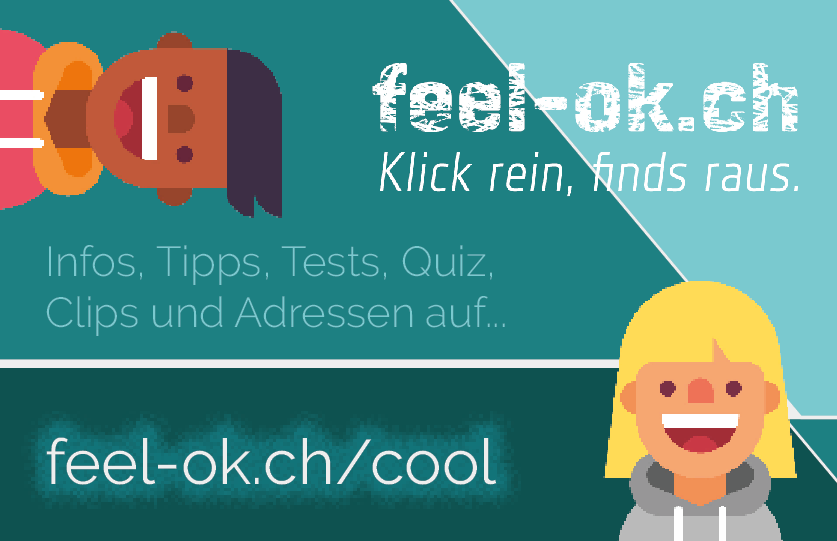 feel-ok.ch
Klick rein, finds raus.
Infos, Tipps, Tests, Quiz,
Clips und Adressen auf...
feel-ok.ch/cool